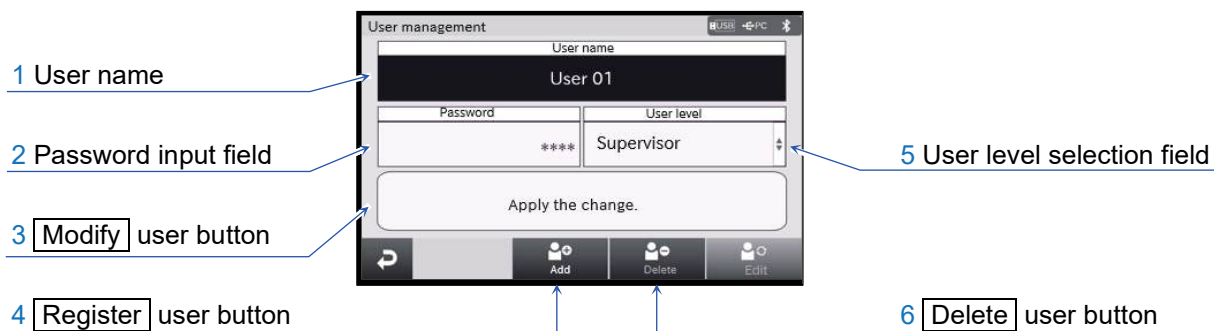 User management
USB PC
User name
1 User name
User 01
Password User level
2 Password input field
**** Supervisor
5 User level selection field
Apply the change.
3 Modify user button
Add Delete Edit
4 Register user button
6 Delete user button